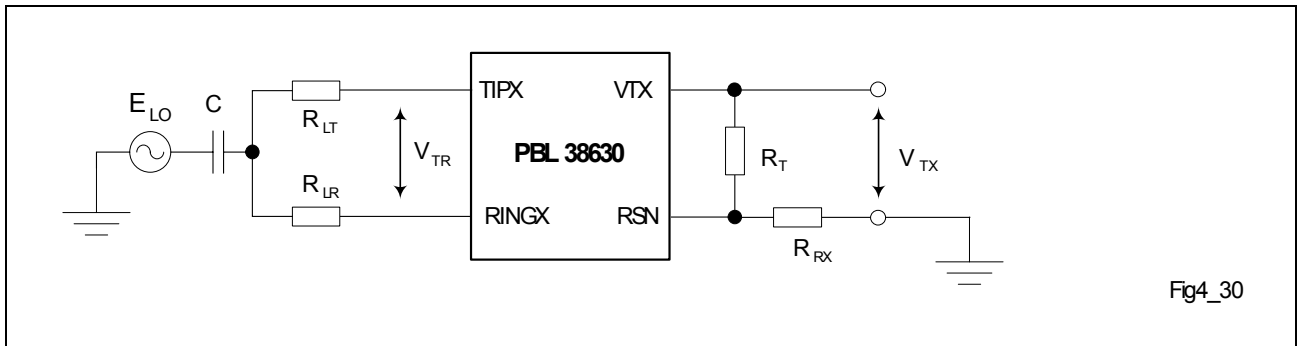 E LO
C
R LT
R LR
V TR
TIPX
RINGX
PBL 38630
VTX
RSN
R T
R RX
V TX
Fig4_30